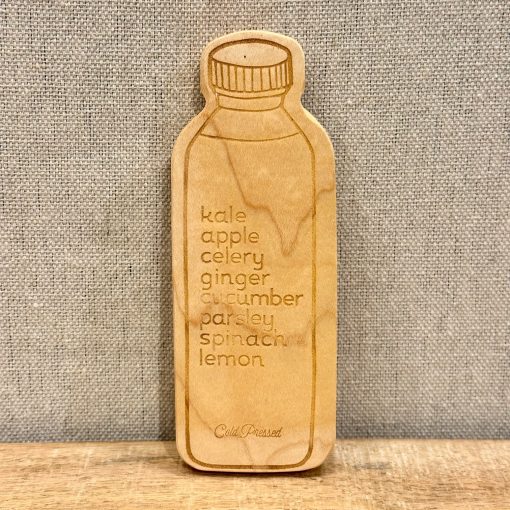 kale
apple
celery
ginger
cucumber
parsley
spinach
lemon
Cold Pressed